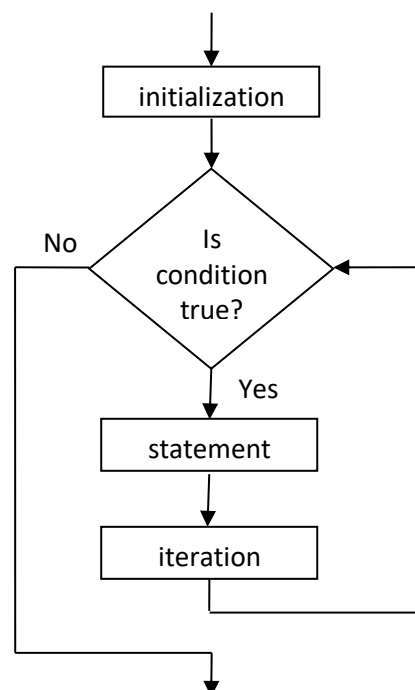 initialization
No
Is
condition
true?
Yes
statement
iteration